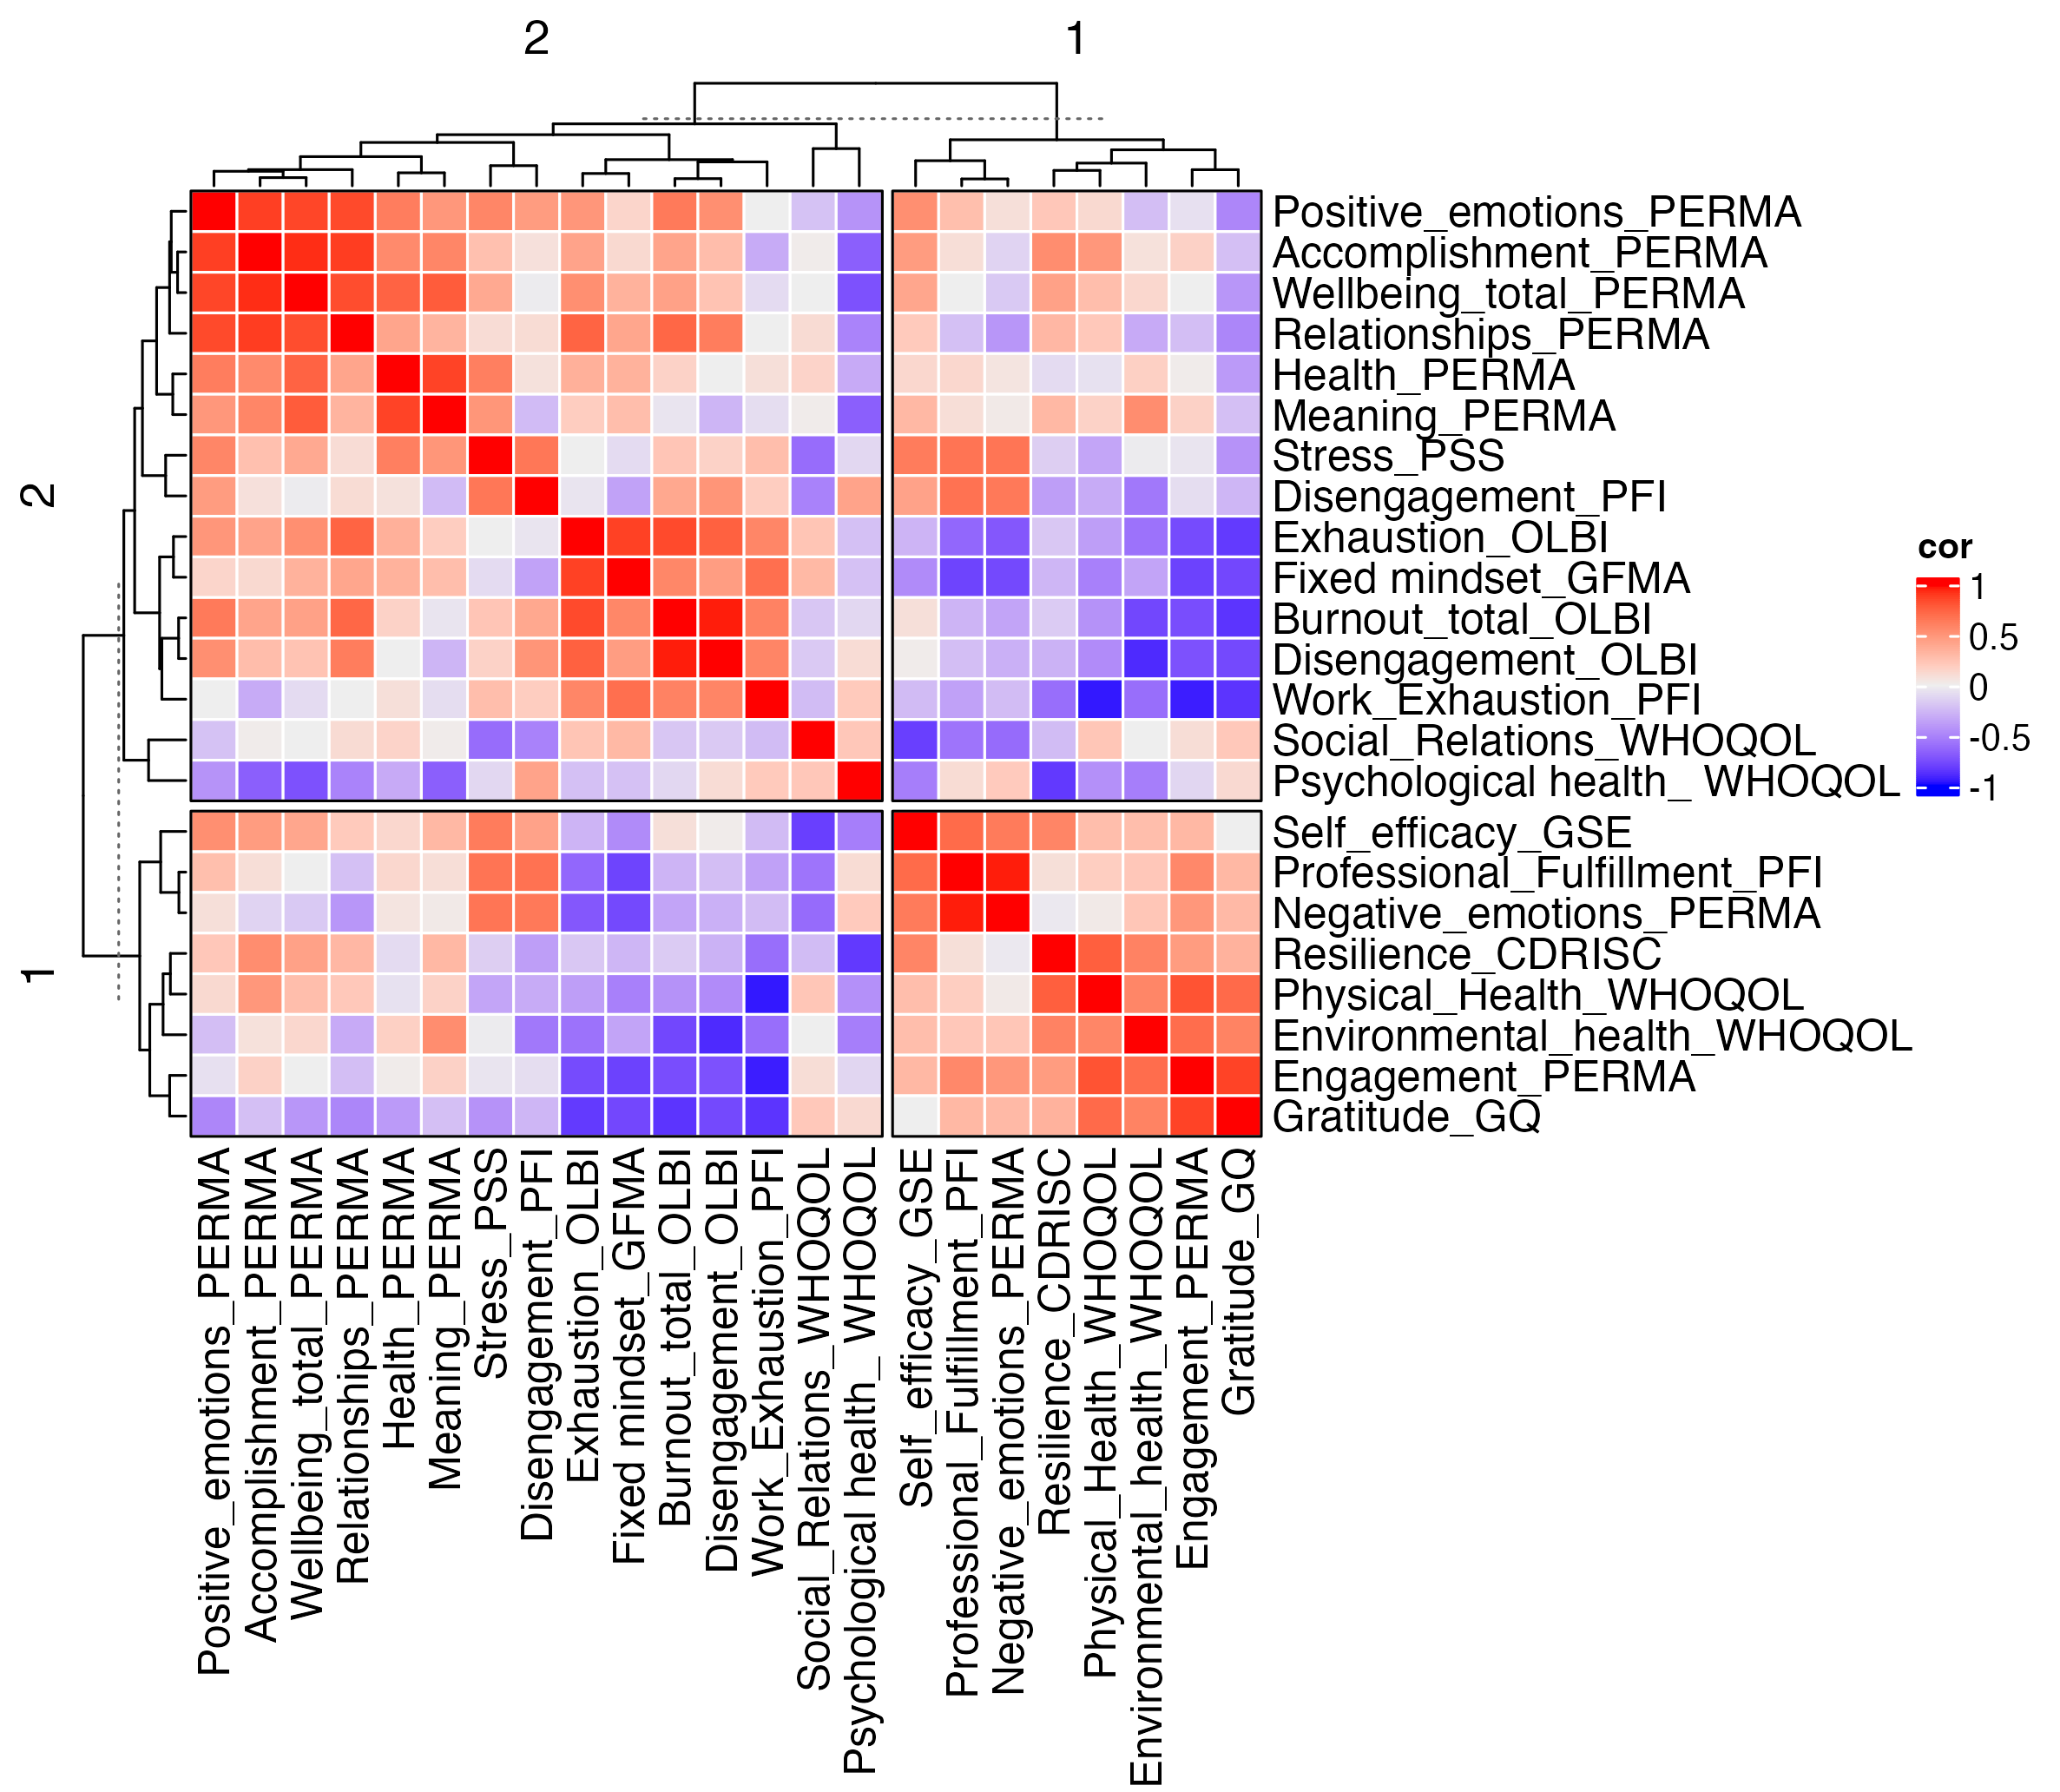 2 1
Positive_emotions_PERMA
Accomplishment_PERMA
Wellbeing_total_PERMA
Relationships_PERMA
Health_PERMA
Meaning_PERMA
Stress_PSS
Disengagement_PFI
Exhaustion_OLBI
Fixed mindset_GFMA
Burnout_total_OLBI
Disengagement_OLBI
Work_Exhaustion_PFI
Social_Relations_WHOQOL
Psychological health_ WHOQOL
Self_efficacy_GSE
Professional_Fulfillment_PFI
Negative_emotions_PERMA
Resilience_CDRISC
Physical_Health_WHOQOL
Environmental_health_WHOQOL
Engagement_PERMA
Gratitude_GQ
2
1
cor
1
0.5
0
-0.5
-1
Positive_emotions_PERMA
Accomplishment_PERMA
Wellbeing_total_PERMA
Relationships_PERMA
Health_PERMA
Meaning_PERMA
Stress_PSS
Disengagement_PFI
Exhaustion_OLBI
Fixed mindset_GFMA
Burnout_total_OLBI
Disengagement_OLBI
Work_Exhaustion_PFI
Social_Relations_WHOQOL
Psychological health_ WHOQOL
Self_efficacy_GSE
Professional_Fulfillment_PFI
Negative_emotions_PERMA
Resilience_CDRISC
Physical_Health_WHOQOL
Environmental_health_WHOQOL
Engagement_PERMA
Gratitude_GQ